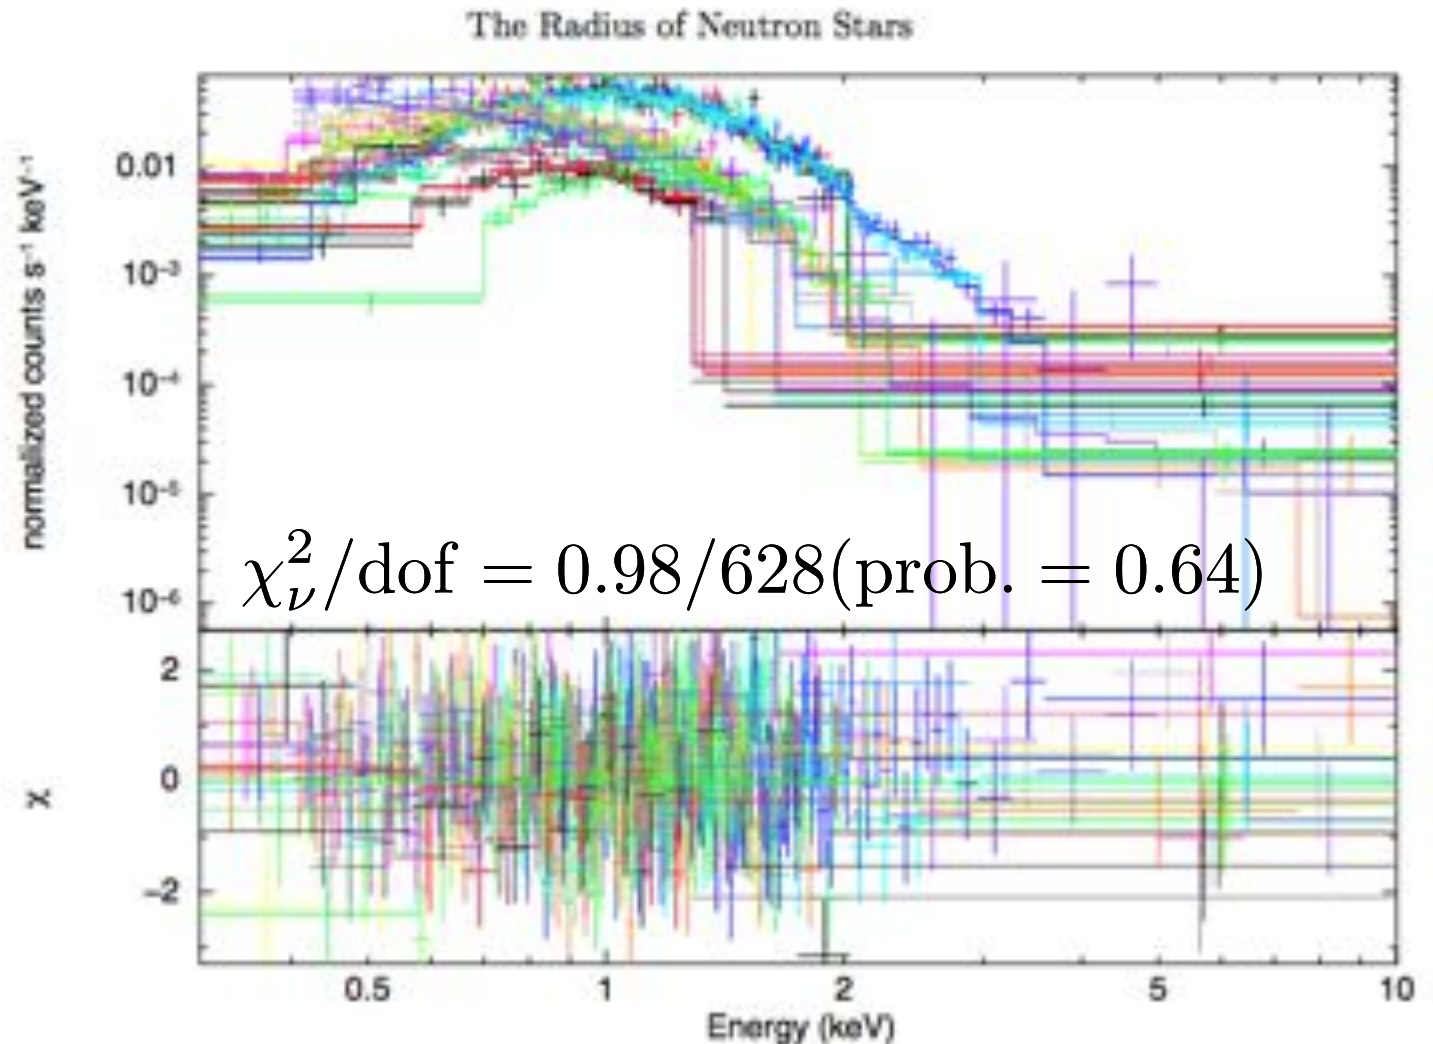 The Radius of Neutron Stars
normalized counts s⁻¹ keV⁻¹
0.01
10⁻³
10⁻⁴
10⁻⁵
10⁻⁶
χ²ᵥ/dof = 0.98/628(prob. = 0.64)
χ
2
0
−2
0.5 1 2 5 10
Energy (keV)